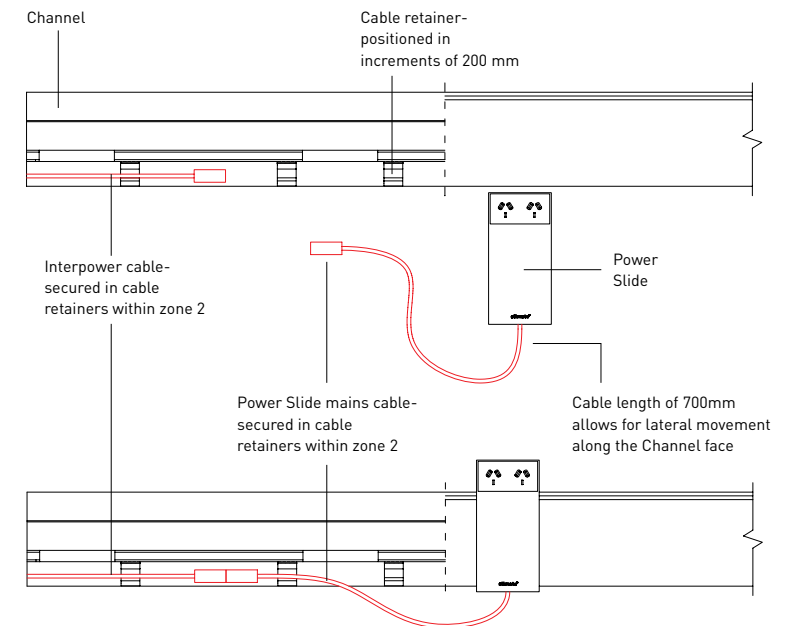 Channel
Cable retainer-
positioned in
increments of 200 mm
Interpower cable-
secured in cable
retainers within zone 2
Power
Slide
Power Slide mains cable-
secured in cable
retainers within zone 2
Cable length of 700mm
allows for lateral movement
along the Channel face